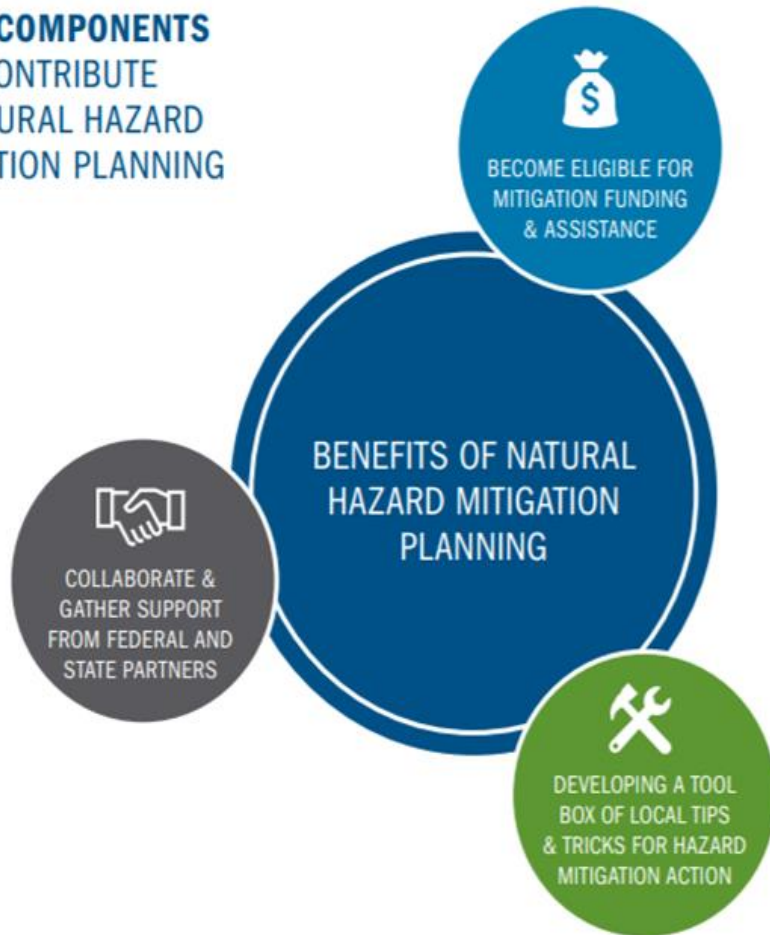 COMPONENTS
ONTRIBUTE
URAL HAZARD
TION PLANNING
$
BECOME ELIGIBLE FOR
MITIGATION FUNDING
& ASSISTANCE
BENEFITS OF NATURAL
HAZARD MITIGATION
PLANNING
COLLABORATE &
GATHER SUPPORT
FROM FEDERAL AND
STATE PARTNERS
DEVELOPING A TOOL
BOX OF LOCAL TIPS
& TRICKS FOR HAZARD
MITIGATION ACTION